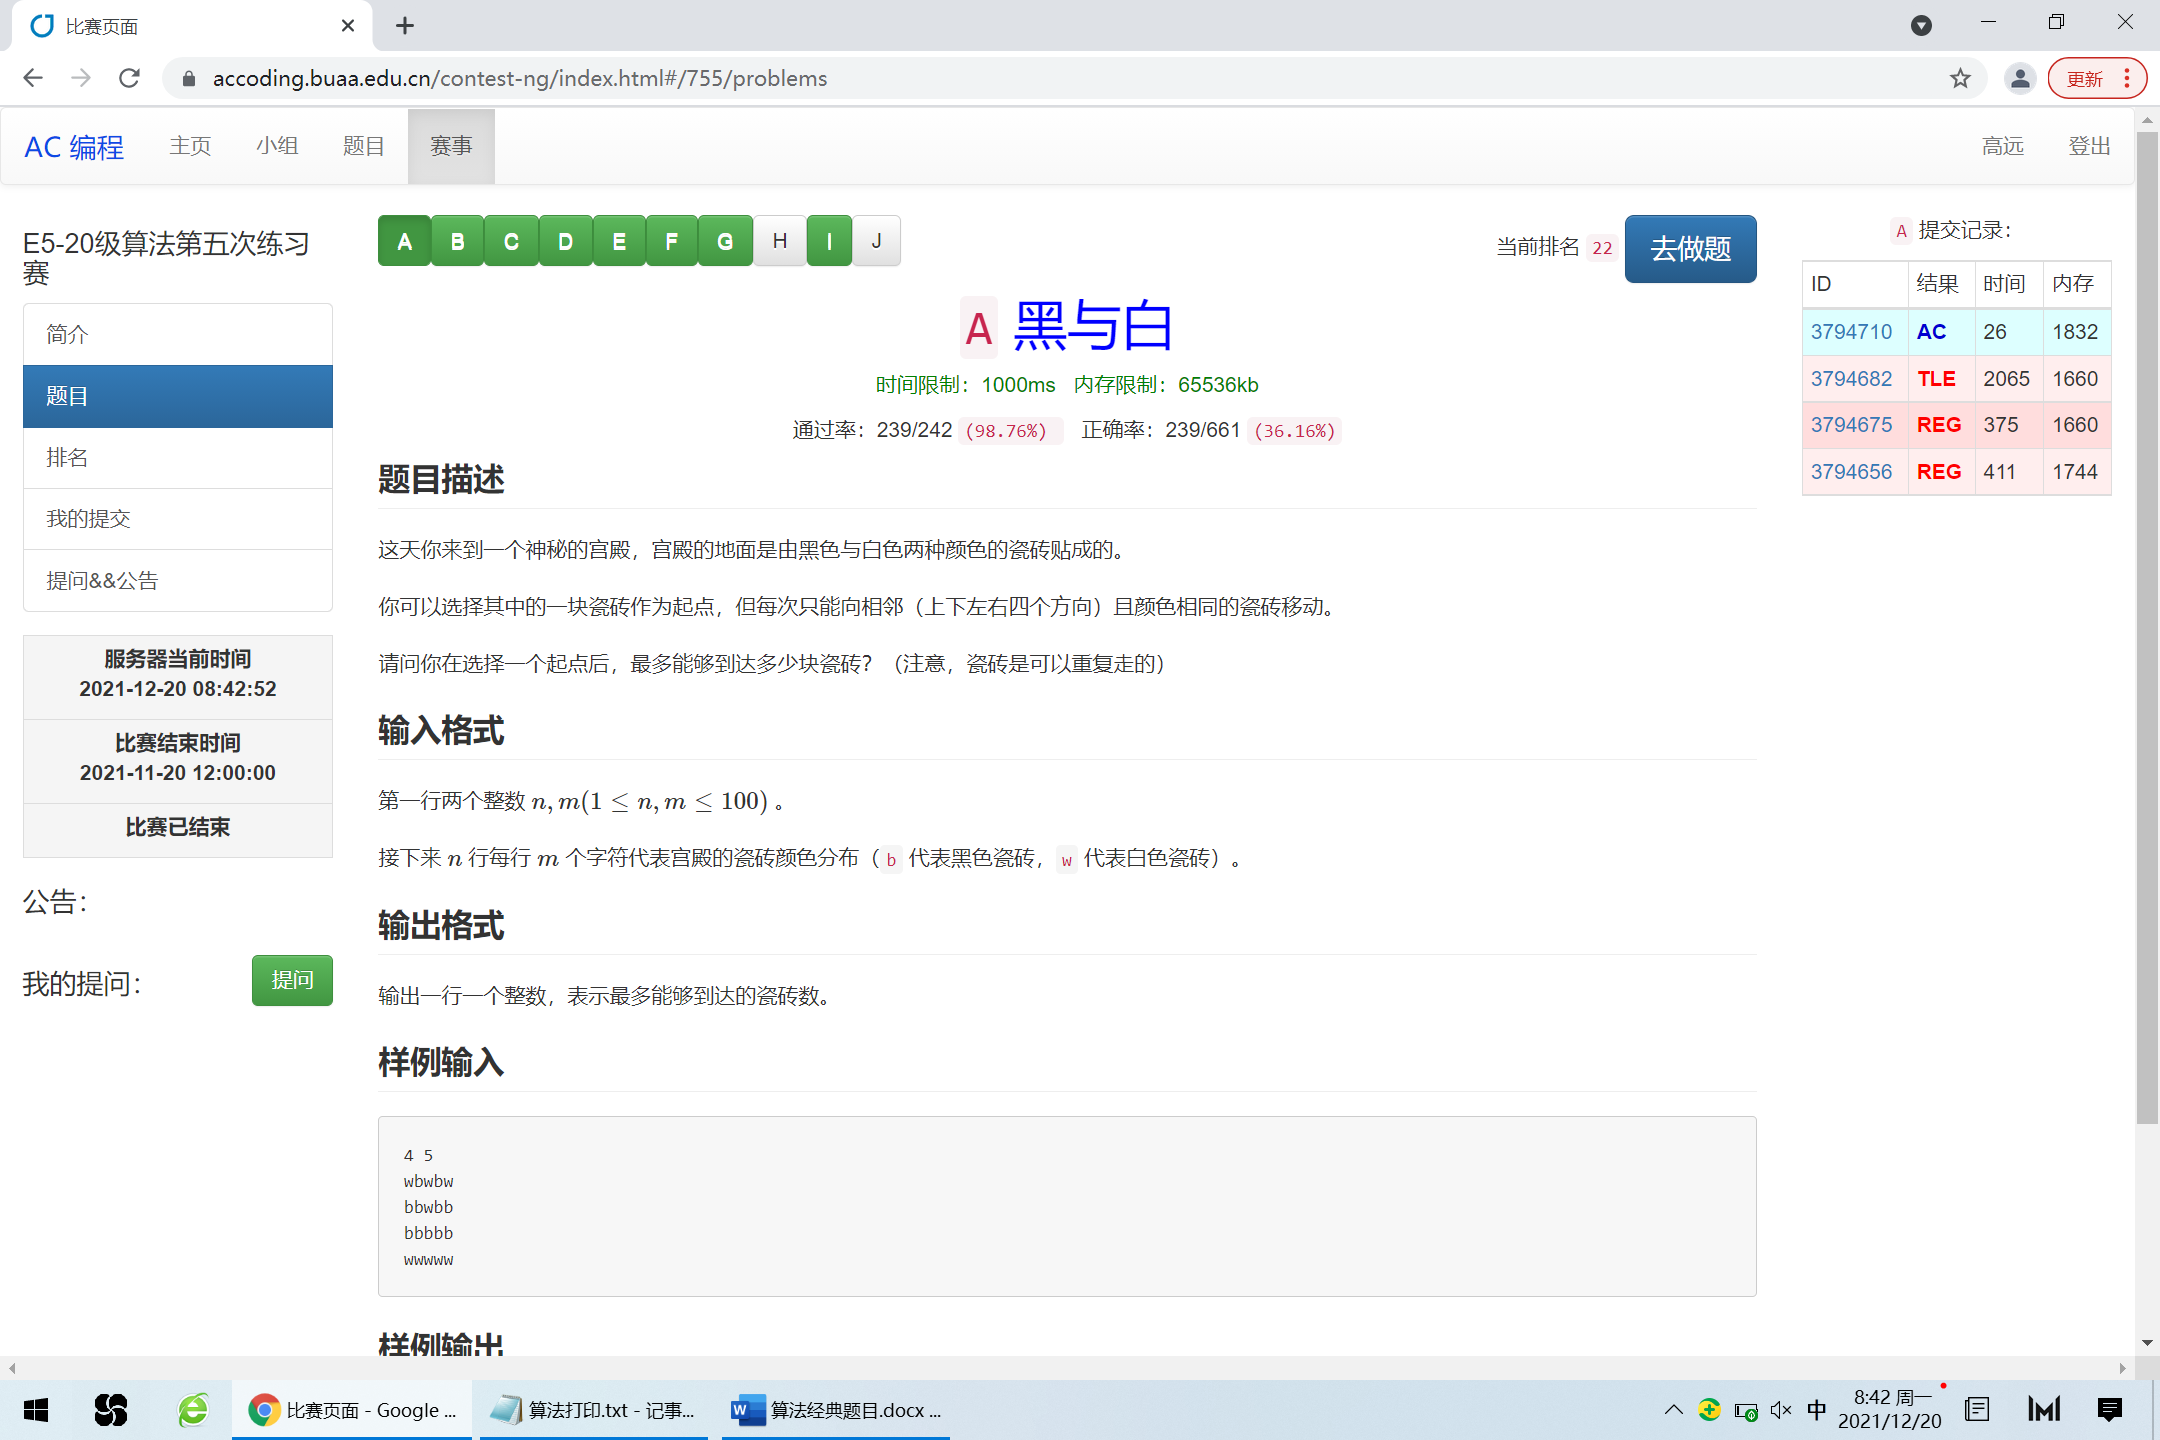 比赛页面
accoding.buaa.edu.cn/contest-ng/index.html#/755/problems
更新
AC 编程 主页 小组 题目 赛事 高远 登出
E5-20级算法第五次练习
赛
简介
题目
排名
我的提交
提问&&公告
服务器当前时间
2021-12-20 08:42:52
比赛结束时间
2021-11-20 12:00:00
比赛已结束
公告：
我的提问：
提问
A B C D E F G H I J
当前排名 22 去做题
A 黑与白
时间限制：1000ms 内存限制：65536kb
通过率：239/242 (98.76%) 正确率：239/661 (36.16%)
题目描述
这天你来到一个神秘的宫殿，宫殿的地面是由黑色与白色两种颜色的瓷砖贴成的。
你可以选择其中的一块瓷砖作为起点，但每次只能向相邻（上下左右四个方向）且颜色相同的瓷砖移动。
请问你在选择一个起点后，最多能够到达多少块瓷砖？（注意，瓷砖是可以重复走的）
输入格式
第一行两个整数 n, m(1 ≤ n, m ≤ 100) 。
接下来 n 行每行 m 个字符代表宫殿的瓷砖颜色分布（ b 代表黑色瓷砖， w 代表白色瓷砖）。
输出格式
输出一行一个整数，表示最多能够到达的瓷砖数。
样例输入
4 5
wbwbw
bbwbb
bbbbb
wwwww
样例输出
A 提交记录：
ID 结果 时间 内存
3794710 AC 26 1832
3794682 TLE 2065 1660
3794675 REG 375 1660
3794656 REG 411 1744
比赛页面 - Google ...
算法打印.txt - 记事...
算法经典题目.docx ...
中
8:42 周一
2021/12/20